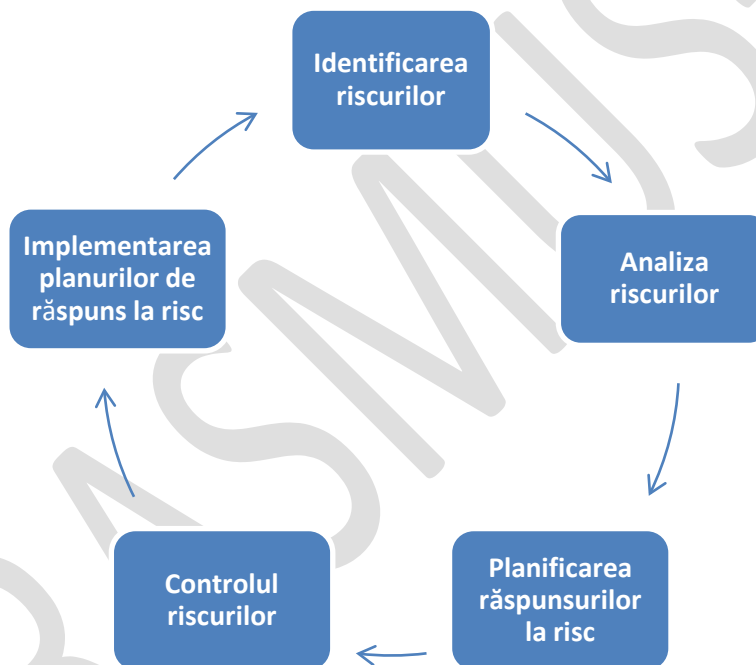 Identificarea
riscurilor
Analiza
riscurilor
Planificarea
răspunsurilor
la risc
Controlul
riscurilor
Implementarea
planurilor de
răspuns la risc